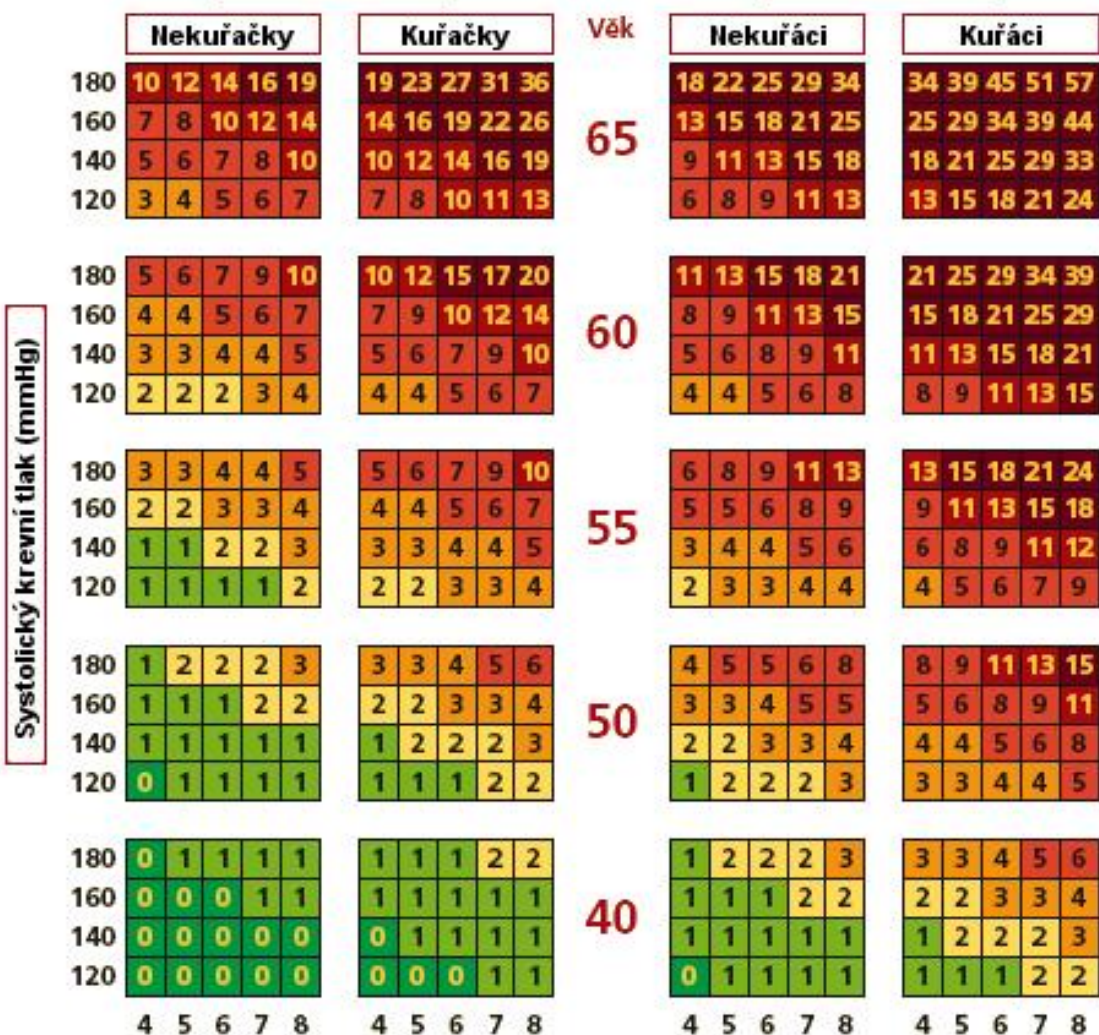 Nekuřačky Kuřačky Věk Nekuřáci Kuřáci
180 10 12 14 16 19 19 23 27 31 36 18 22 25 29 34 34 39 45 51 57
160 7 8 10 12 14 14 16 19 22 26 13 15 18 21 25 25 29 34 39 44
65
140 5 6 7 8 10 10 12 14 16 19 9 11 13 15 18 18 21 25 29 33
120 3 4 5 6 7 7 8 10 11 13 6 8 9 11 13 13 15 18 21 24
180 5 6 7 9 10 10 12 15 17 20 11 13 15 18 21 21 25 29 34 39
160 4 4 5 6 7 7 9 10 12 14 8 9 11 13 15 15 18 21 25 29
60
140 3 3 4 4 5 5 6 7 9 10 5 6 8 9 11 11 13 15 18 21
120 2 2 2 3 4 4 4 5 6 7 4 4 5 6 8 8 9 11 13 15
Systolický krevní tlak (mmHg)
180 3 3 4 4 5 5 6 7 9 10 6 8 9 11 13 13 15 18 21 24
160 2 2 3 3 4 4 4 5 6 7 5 5 6 8 9 9 11 13 15 18
55
140 1 1 2 2 3 3 3 4 4 5 3 4 4 5 6 6 8 9 11 12
120 1 1 1 1 2 2 2 3 3 4 2 3 3 4 4 4 5 6 7 9
180 1 2 2 2 3 3 3 4 5 6 4 5 5 6 8 8 9 11 13 15
160 1 1 1 2 2 2 2 3 3 4 3 3 4 5 5 5 6 8 9 11
50
140 1 1 1 1 1 1 2 2 2 3 2 2 3 3 4 4 4 5 6 8
120 0 1 1 1 1 1 1 1 2 2 1 2 2 2 3 3 3 4 4 5
180 0 1 1 1 1 1 1 1 2 2 1 2 2 2 3 3 3 4 5 6
160 0 0 0 1 1 1 1 1 1 1 1 1 1 2 2 2 2 3 3 4
40
140 0 0 0 0 0 0 1 1 1 1 1 1 1 1 1 1 2 2 2 3
120 0 0 0 0 0 0 0 0 1 1 0 1 1 1 1 1 1 1 2 2
4 5 6 7 8 4 5 6 7 8 4 5 6 7 8 4 5 6 7 8